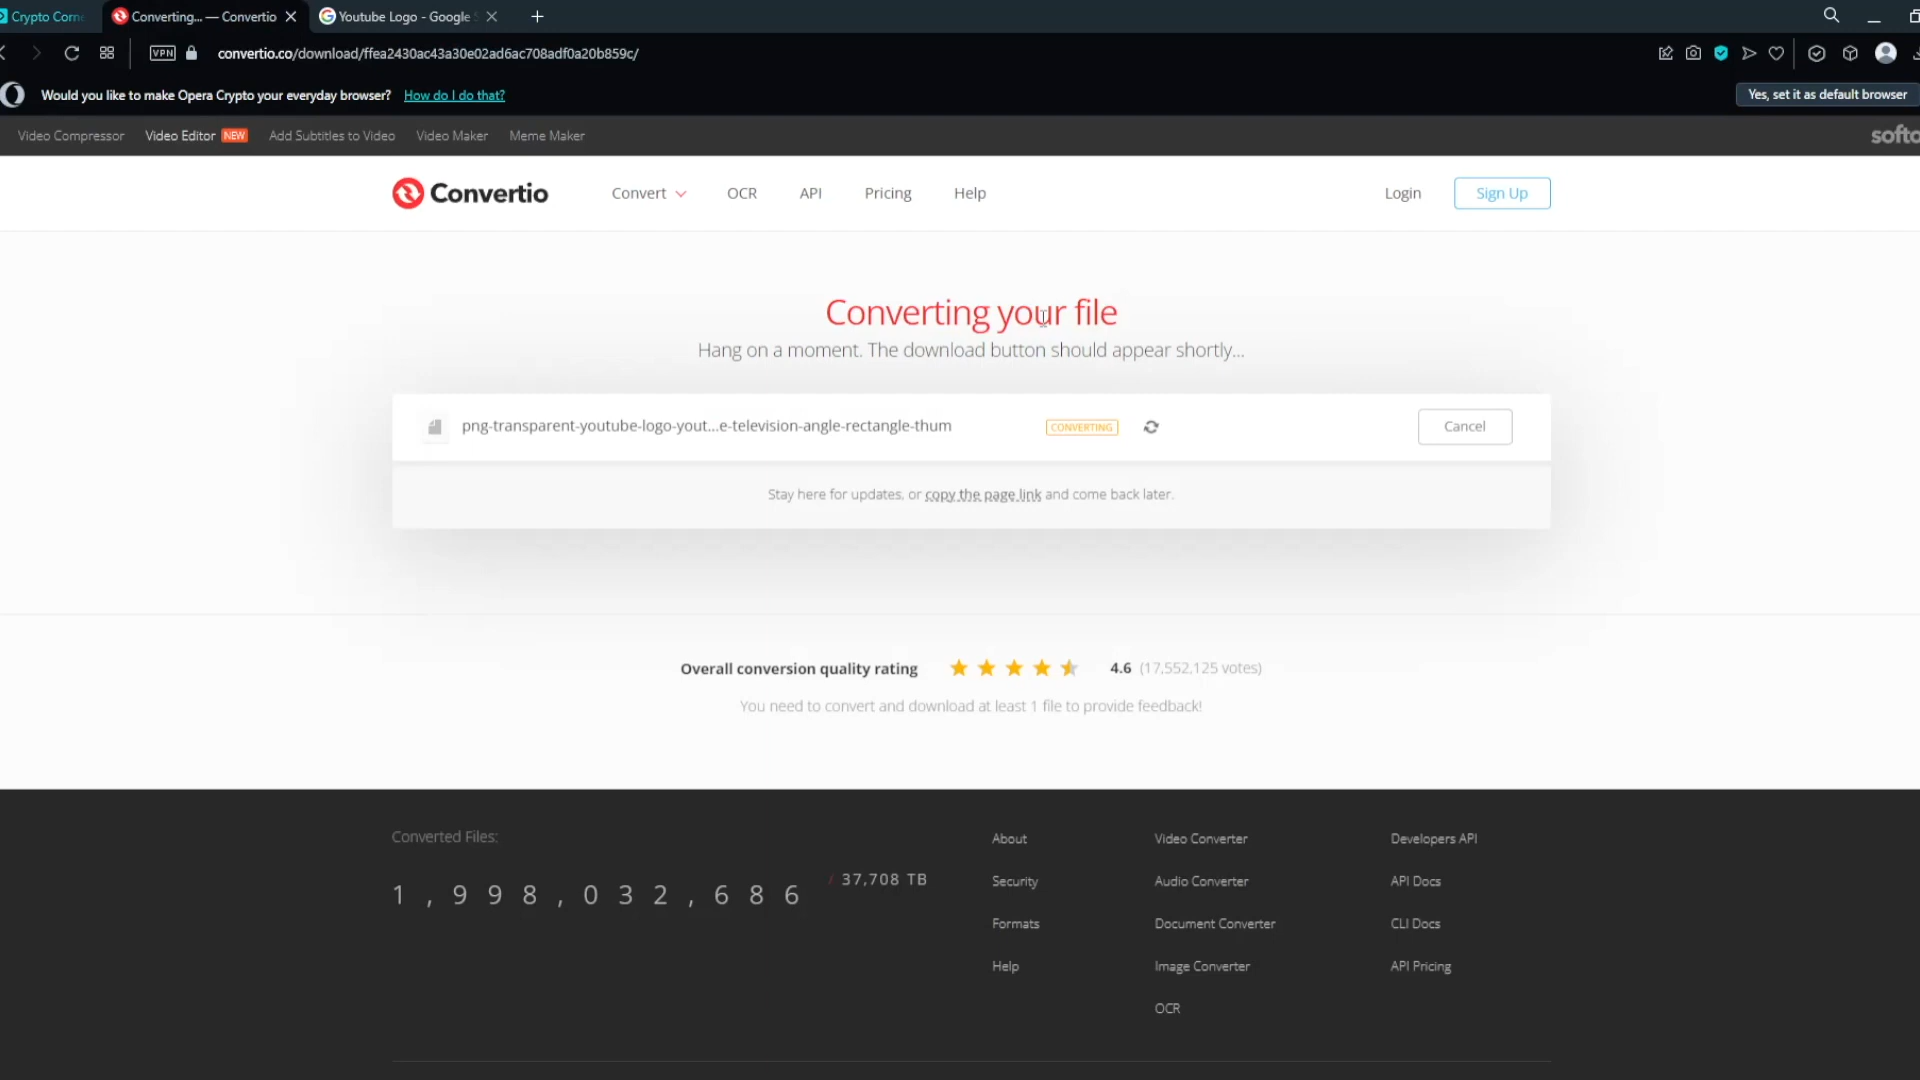 Crypto Corn
Converting... — Convertio
Youtube Logo - Google S
VPN
convertio.co/download/ffea2430ac43a30e02ad6ac708adf0a20b859c/
Would you like to make Opera Crypto your everyday browser? How do I do that?
Yes, set it as default browser
Video Compressor
Video Editor NEW
Add Subtitles to Video
Video Maker
Meme Maker
softo
Convertio
Convert
OCR
API
Pricing
Help
Login
Sign Up
Converting your file
Hang on a moment. The download button should appear shortly...
png-transparent-youtube-logo-yout...e-television-angle-rectangle-thum
CONVERTING
Cancel
Stay here for updates, or copy the page link and come back later.
Overall conversion quality rating
4.6 (17,552,125 votes)
You need to convert and download at least 1 file to provide feedback!
Converted Files:
1,998,032,686
/ 37,708 TB
About
Security
Formats
Help
Video Converter
Audio Converter
Document Converter
Image Converter
OCR
Developers API
API Docs
CLI Docs
API Pricing